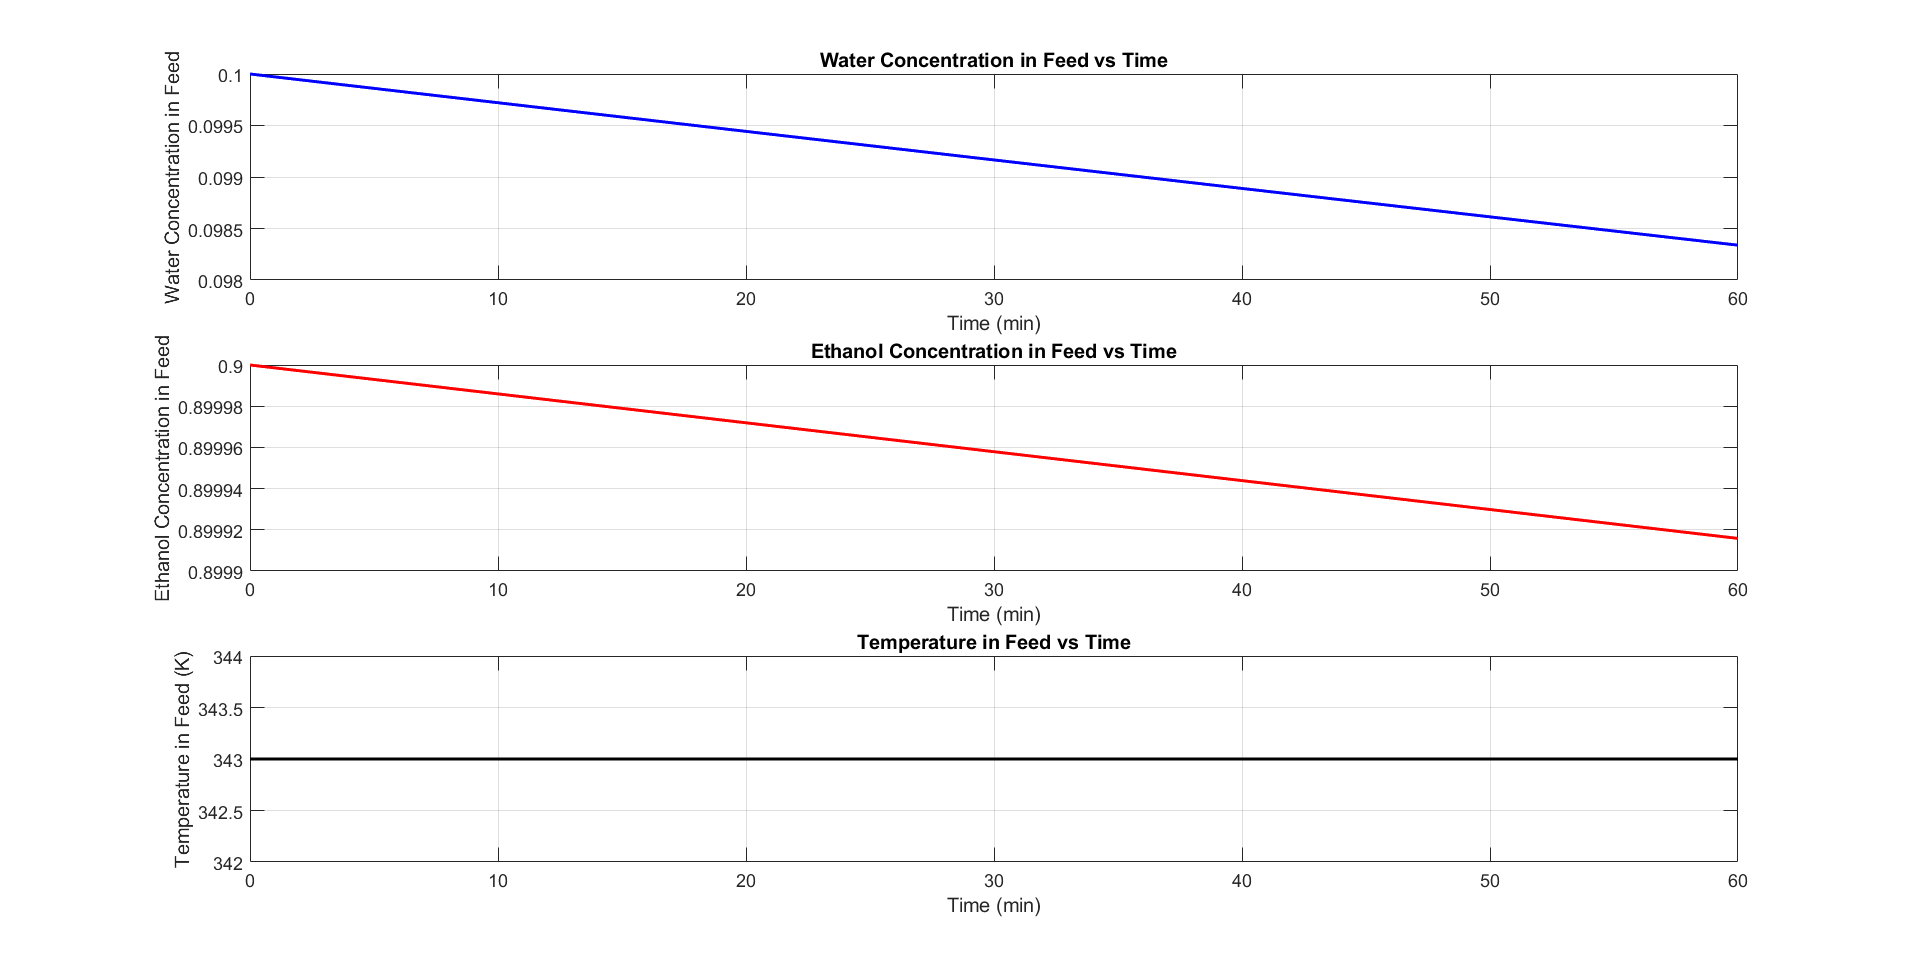 Water Concentration in Feed vs Time
Water Concentration in Feed
0.1
0.0995
0.099
0.0985
0.098
0 10 20 30 40 50 60
Time (min)
Ethanol Concentration in Feed vs Time
Ethanol Concentration in Feed
0.9
0.89998
0.89996
0.89994
0.89992
0.8999
0 10 20 30 40 50 60
Time (min)
Temperature in Feed vs Time
Temperature in Feed (K)
344
343.5
343
342.5
342
0 10 20 30 40 50 60
Time (min)